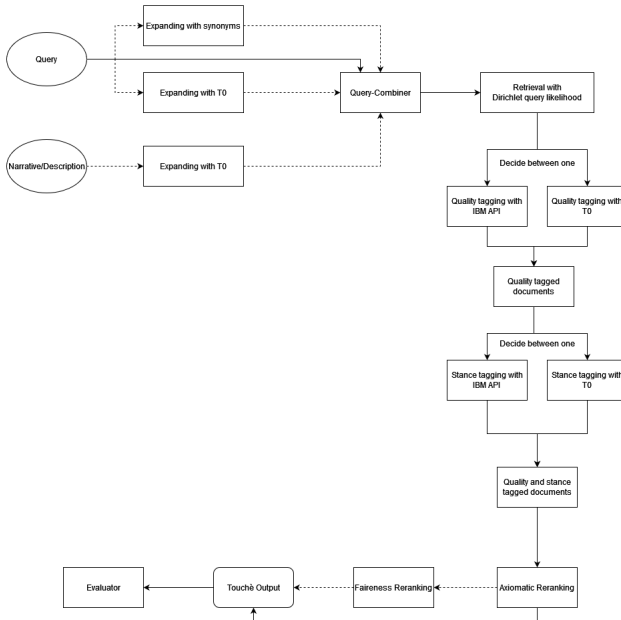 Expanding with synonyms
Query
Expanding with T0
Query-Combiner
Retrieval with
Dirichlet query likelihood
Narrative/Description
Expanding with T0
Decide between one
Quality tagging with
IBM API
Quality tagging with
T0
Quality tagged
documents
Decide between one
Stance tagging with
IBM API
Stance tagging with
T0
Quality and stance
tagged documents
Evaluator
Touchè Output
Faireness Reranking
Axiomatic Reranking